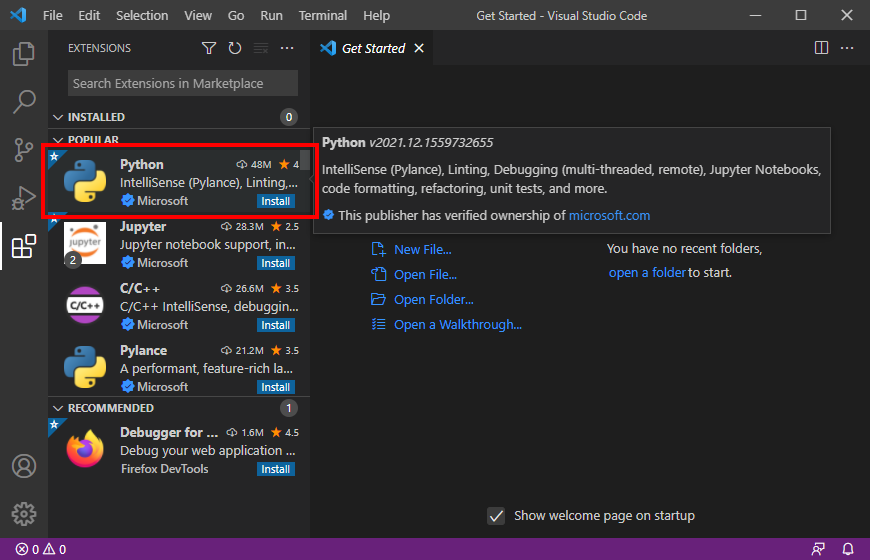 File Edit Selection View Go Run Terminal Help Get Started - Visual Studio Code
EXTENSIONS
Get Started
Search Extensions in Marketplace
INSTALLED 0
POPULAR
Python 48M 4
IntelliSense (Pylance), Linting,...
Microsoft Install
Jupyter 28.3M 2.5
Jupyter notebook support, in...
Microsoft Install
2
jupyter
C/C++ 26.6M 3.5
C/C++ IntelliSense, debuggin...
Microsoft Install
C/C++
Pylance 21.2M 3.5
A performant, feature-rich la...
Microsoft Install
RECOMMENDED 1
Debugger for ... 1.6M 4.5
Debug your web application ...
Firefox DevTools Install
Python v2021.12.1559732655
IntelliSense (Pylance), Linting, Debugging (multi-threaded, remote), Jupyter Notebooks,
code formatting, refactoring, unit tests, and more.
This publisher has verified ownership of microsoft.com
New File...
Open File...
Open Folder...
Open a Walkthrough...
You have no recent folders,
open a folder to start.
Show welcome page on startup
0 0